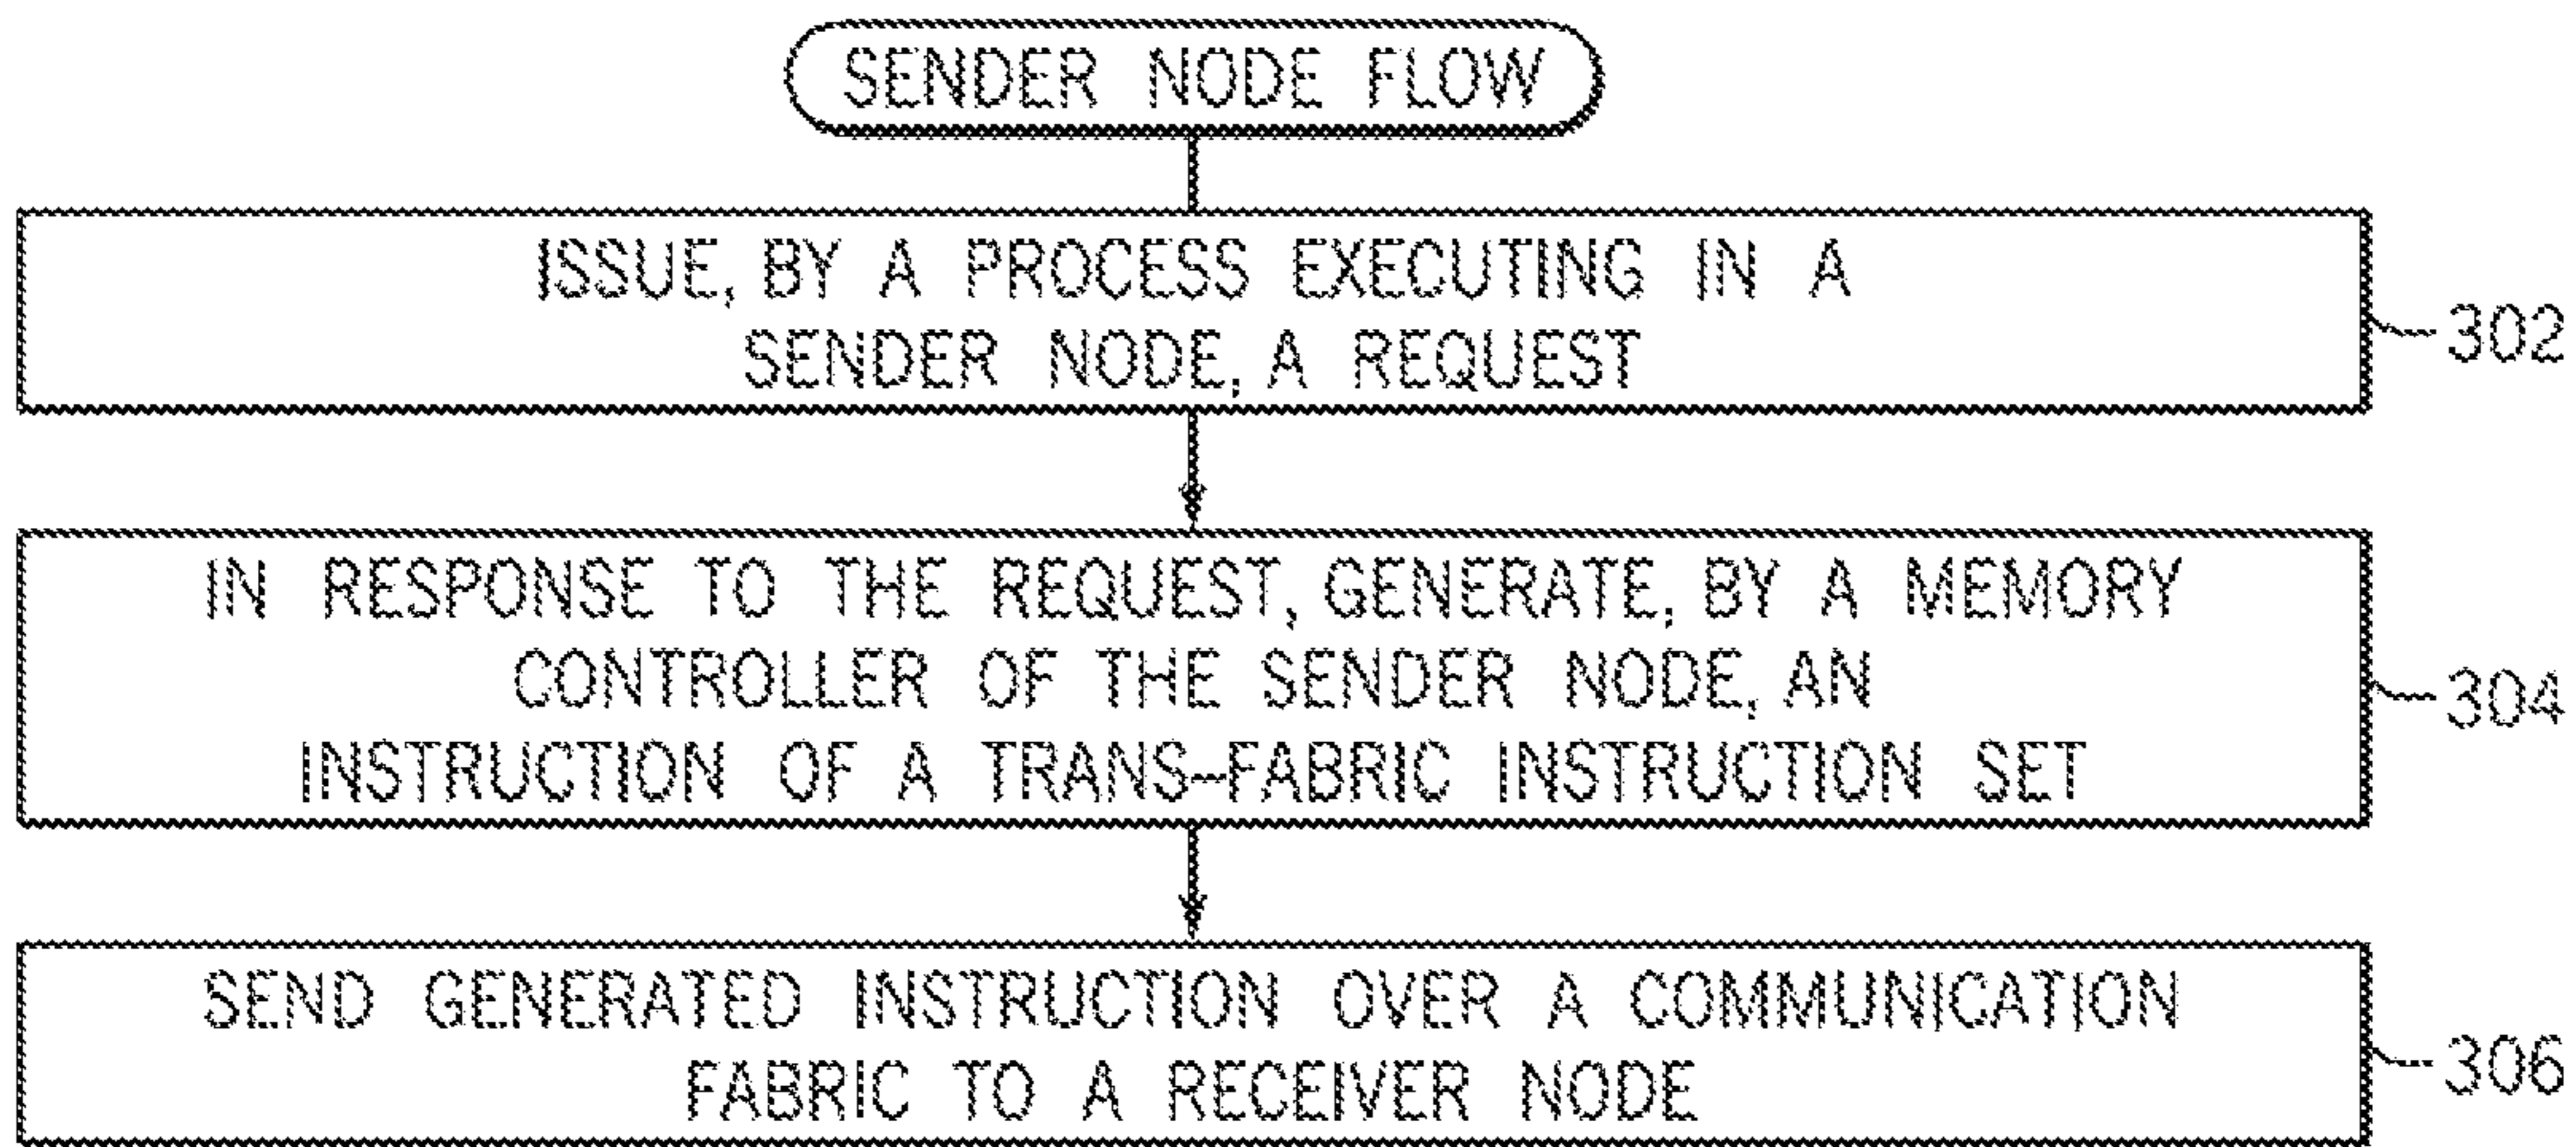 SENDER NODE FLOW
ISSUE, BY A PROCESS EXECUTING IN A
SENDER NODE, A REQUEST
302
IN RESPONSE TO THE REQUEST, GENERATE, BY A MEMORY
CONTROLLER OF THE SENDER NODE, AN
INSTRUCTION OF A TRANS-FABRIC INSTRUCTION SET
304
SEND GENERATED INSTRUCTION OVER A COMMUNICATION
FABRIC TO A RECEIVER NODE
306